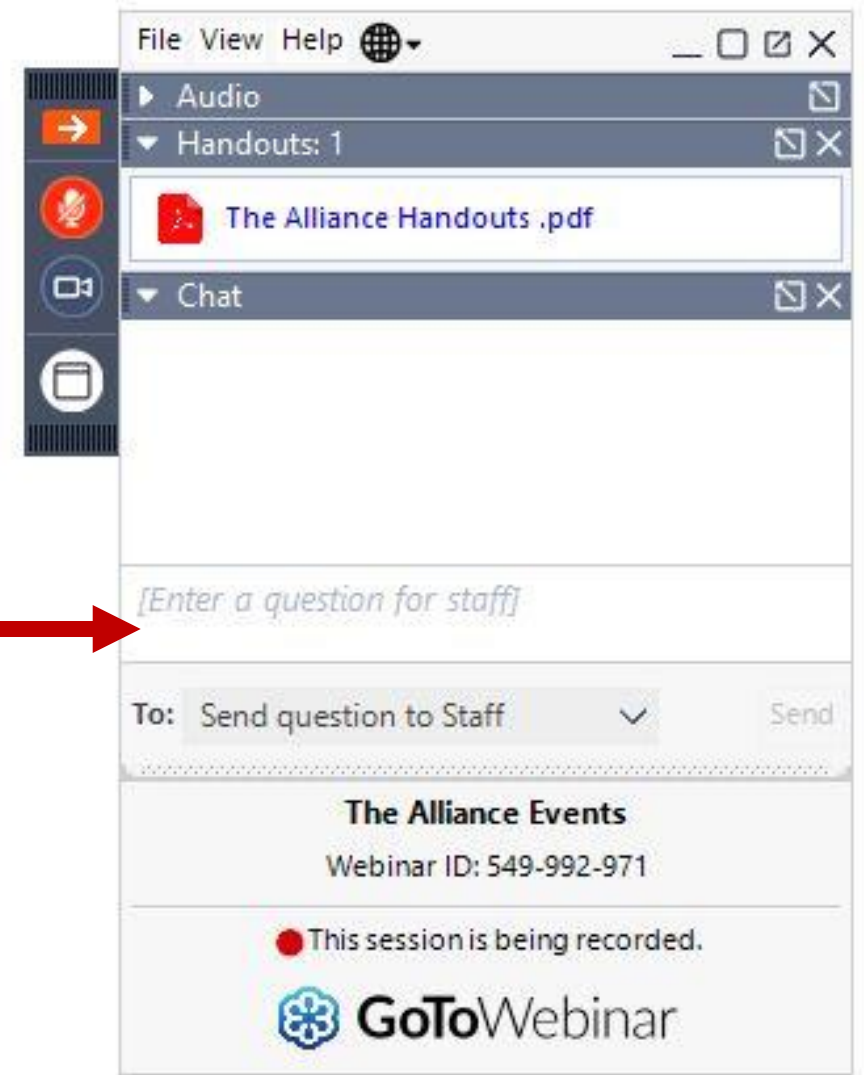 File View Help
Audio
Handouts: 1
The Alliance Handouts .pdf
Chat
[Enter a question for staff]
To: Send question to Staff Send
The Alliance Events
Webinar ID: 549-992-971
This session is being recorded.
GoToWebinar